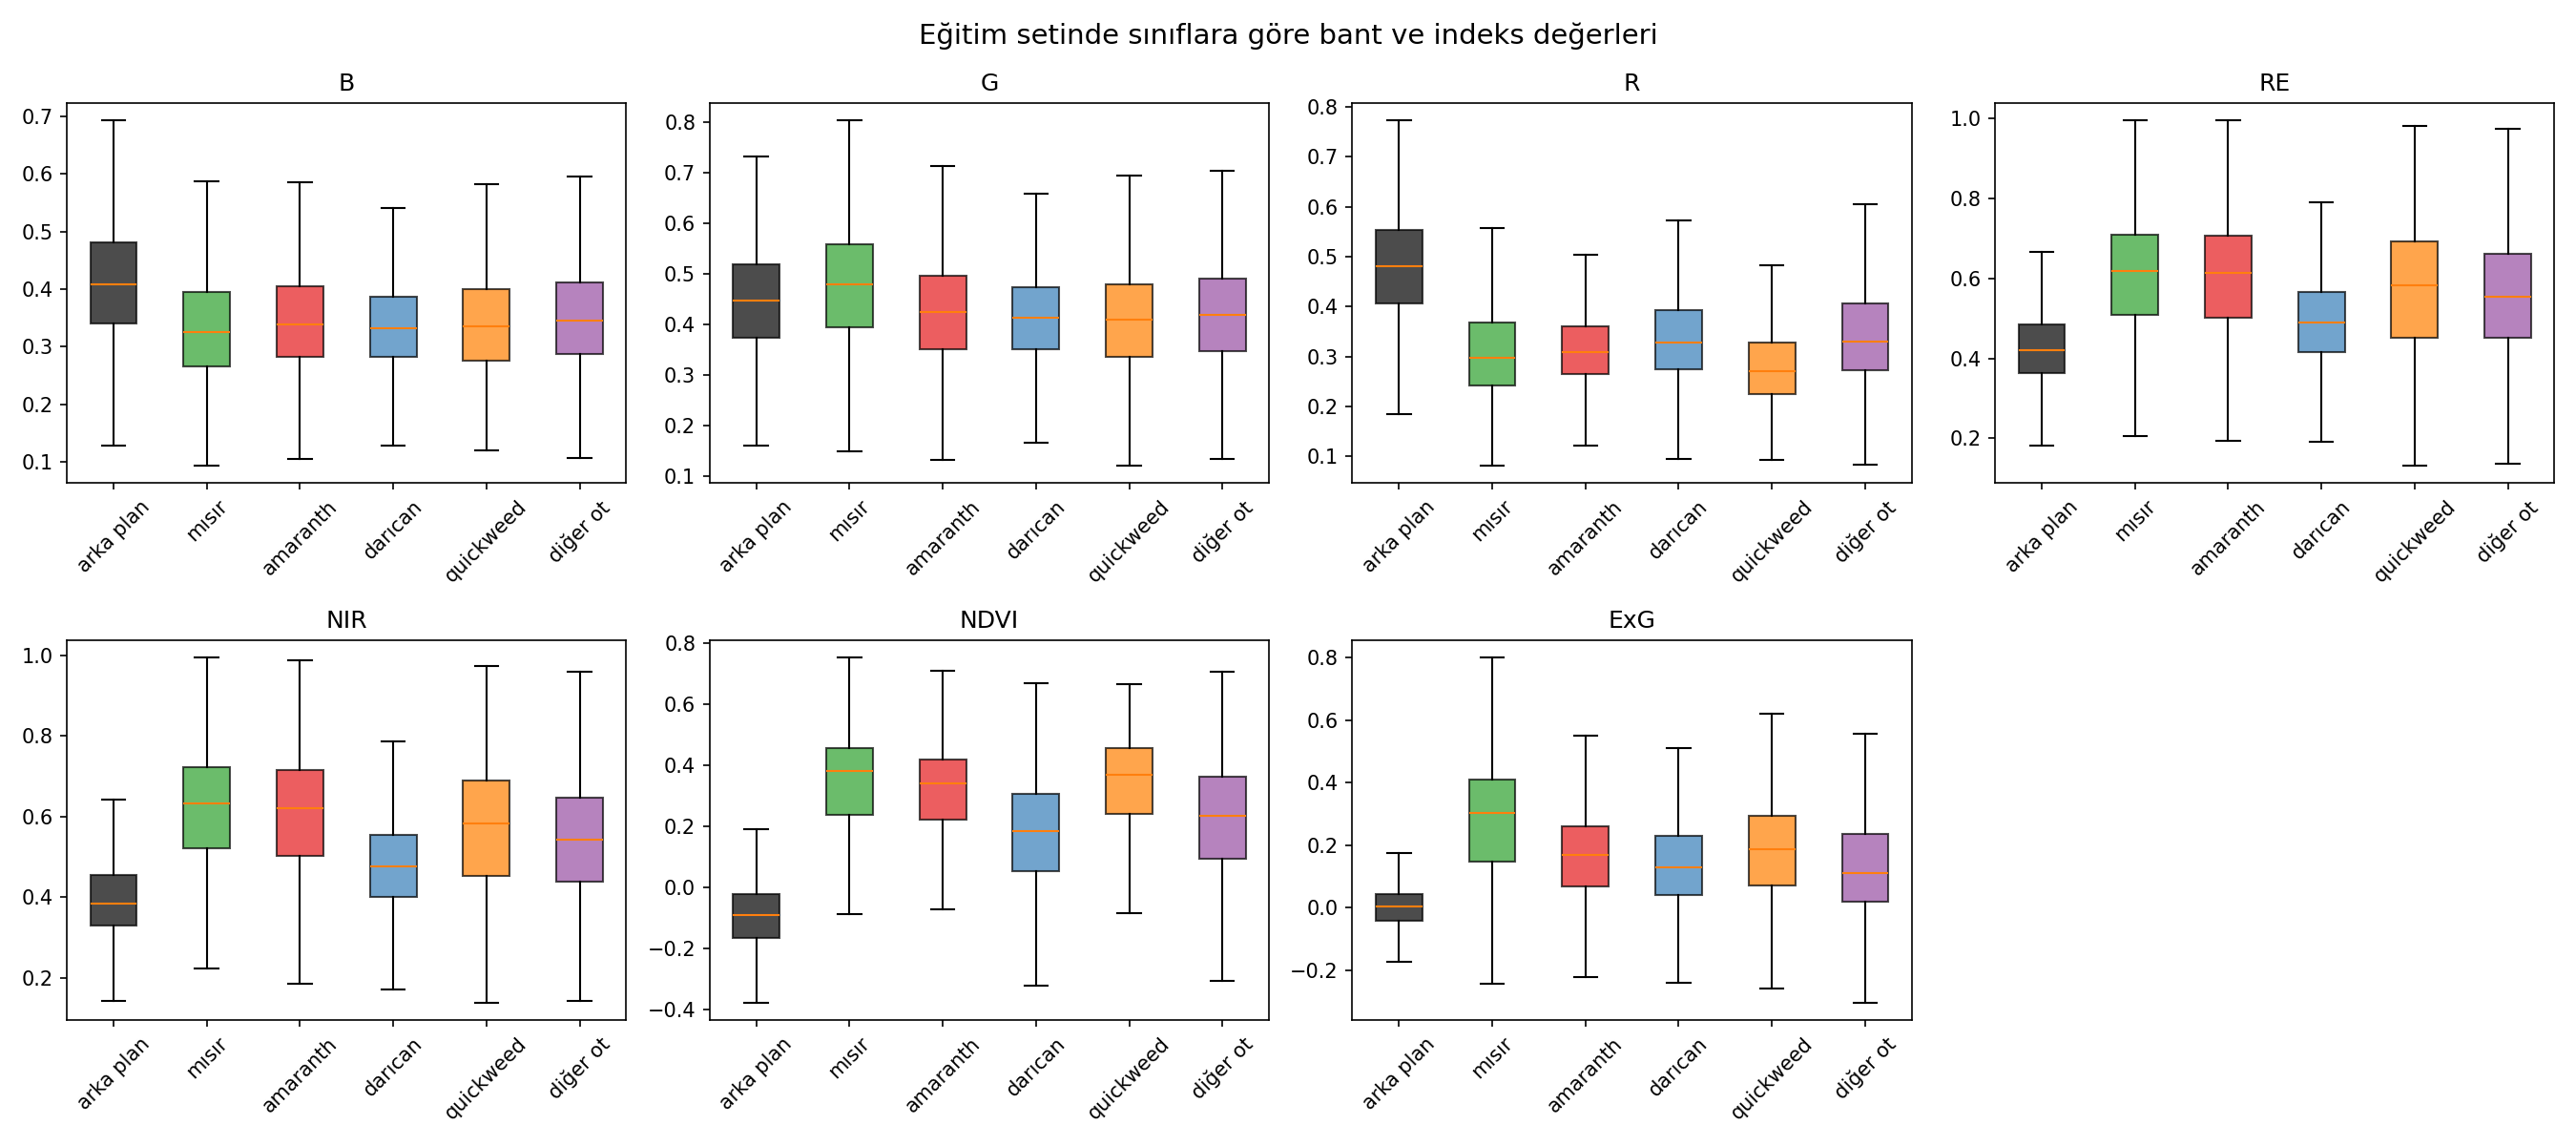 Eğitim setinde sınıflara göre bant ve indeks değerleri
B
0.7
0.6
0.5
0.4
0.3
0.2
0.1
arka plan
mısır
amaranth
darıcan
quickweed
diğer ot
G
0.8
0.7
0.6
0.5
0.4
0.3
0.2
0.1
arka plan
mısır
amaranth
darıcan
quickweed
diğer ot
R
0.8
0.7
0.6
0.5
0.4
0.3
0.2
0.1
arka plan
mısır
amaranth
darıcan
quickweed
diğer ot
RE
1.0
0.8
0.6
0.4
0.2
arka plan
mısır
amaranth
darıcan
quickweed
diğer ot
NIR
1.0
0.8
0.6
0.4
0.2
arka plan
mısır
amaranth
darıcan
quickweed
diğer ot
NDVI
0.8
0.6
0.4
0.2
0.0
−0.2
−0.4
arka plan
mısır
amaranth
darıcan
quickweed
diğer ot
ExG
0.8
0.6
0.4
0.2
0.0
−0.2
arka plan
mısır
amaranth
darıcan
quickweed
diğer ot